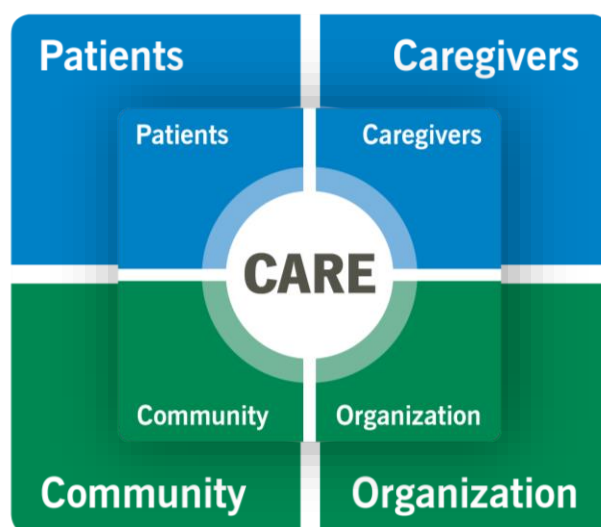 Patients
Caregivers
Patients
Caregivers
CARE
Community
Organization
Community
Organization